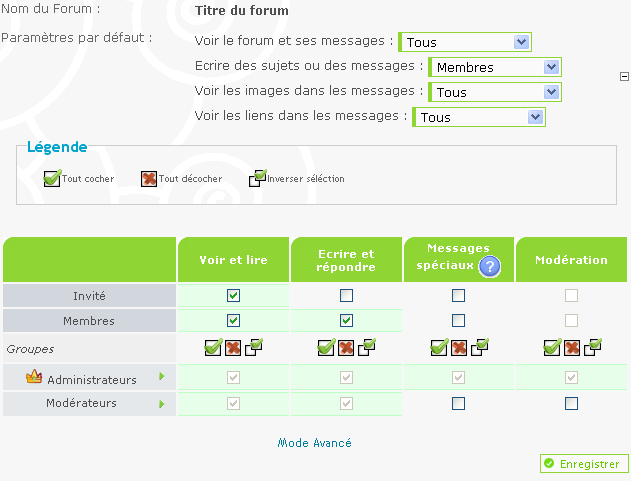 Nom du Forum :
Titre du forum
Paramètres par défaut :
Voir le forum et ses messages : Tous
Ecrire des sujets ou des messages : Membres
Voir les images dans les messages : Tous
Voir les liens dans les messages : Tous
Légende
Tout cocher Tout décocher Inverser séléction
Voir et lire Ecrire et répondre Messages spéciaux ? Modération
Invité
Membres
Groupes
Administrateurs
Modérateurs
Mode Avancé
Enregistrer